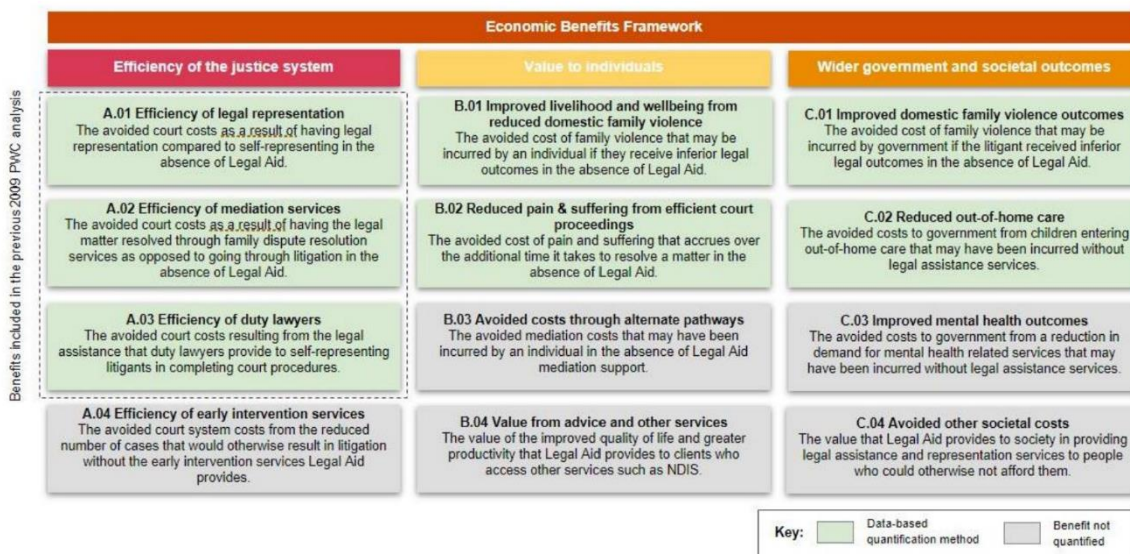 Economic Benefits Framework
Efficiency of the justice system
Value to individuals
Wider government and societal outcomes
Benefits included in the previous2009 PWC analysis
A.01 Efficiency of legal representation
The avoided court costs as a result of having legal
representation compared to self-representing in the
absence of Legal Aid.
B.01 Improved livelihood and wellbeing from
reduced domestic family violence
The avoided cost of family violence that may be
incurred by an individual if they receive inferior legal
outcomes in the absence of Legal Aid.
C.01 Improved domestic family violence outcomes
The avoided cost of family violence that may be
incurred by government if the litigant received inferior
legal outcomes in the absence of Legal Aid.
A.02 Efficiency of mediation services
The avoided court costs as a result of having the legal
matter resolved through family dispute resolution
services as opposed to going through litigation in the
absence of Legal Aid.
B.02 Reduced pain & suffering from efficient court
proceedings
The avoided cost of pain and suffering that accrues over
the additional time it takes to resolve a matter in the
absence of Legal Aid.
C.02 Reduced out-of-home care
The avoided costs to government from children entering
out-of-home care that may have been incurred without
legal assistance services.
A.03 Efficiency of duty lawyers
The avoided court costs resulting from the legal
assistance that duty lawyers provide to self-representing
litigants in completing court procedures.
B.03 Avoided costs through alternate pathways
The avoided mediation costs that may have been
incurred by an individual in the absence of Legal Aid
mediation support.
C.03 Improved mental health outcomes
The avoided costs to government from a reduction in
demand for mental health related services that may
have been incurred without legal assistance services.
A.04 Efficiency of early intervention services
The avoided court system costs from the reduced
number of cases that would otherwise result in litigation
without the early intervention services Legal Aid
provides.
B.04 Value from advice and other services
The value of the improved quality of life and greater
productivity that Legal Aid provides to clients who
access other services such as NDIS.
C.04 Avoided other societal costs
The value that Legal Aid provides to society in providing
legal assistance and representation services to people
who could otherwise not afford them.
Key:
Data-based
quantification method
Benefit not
quantified